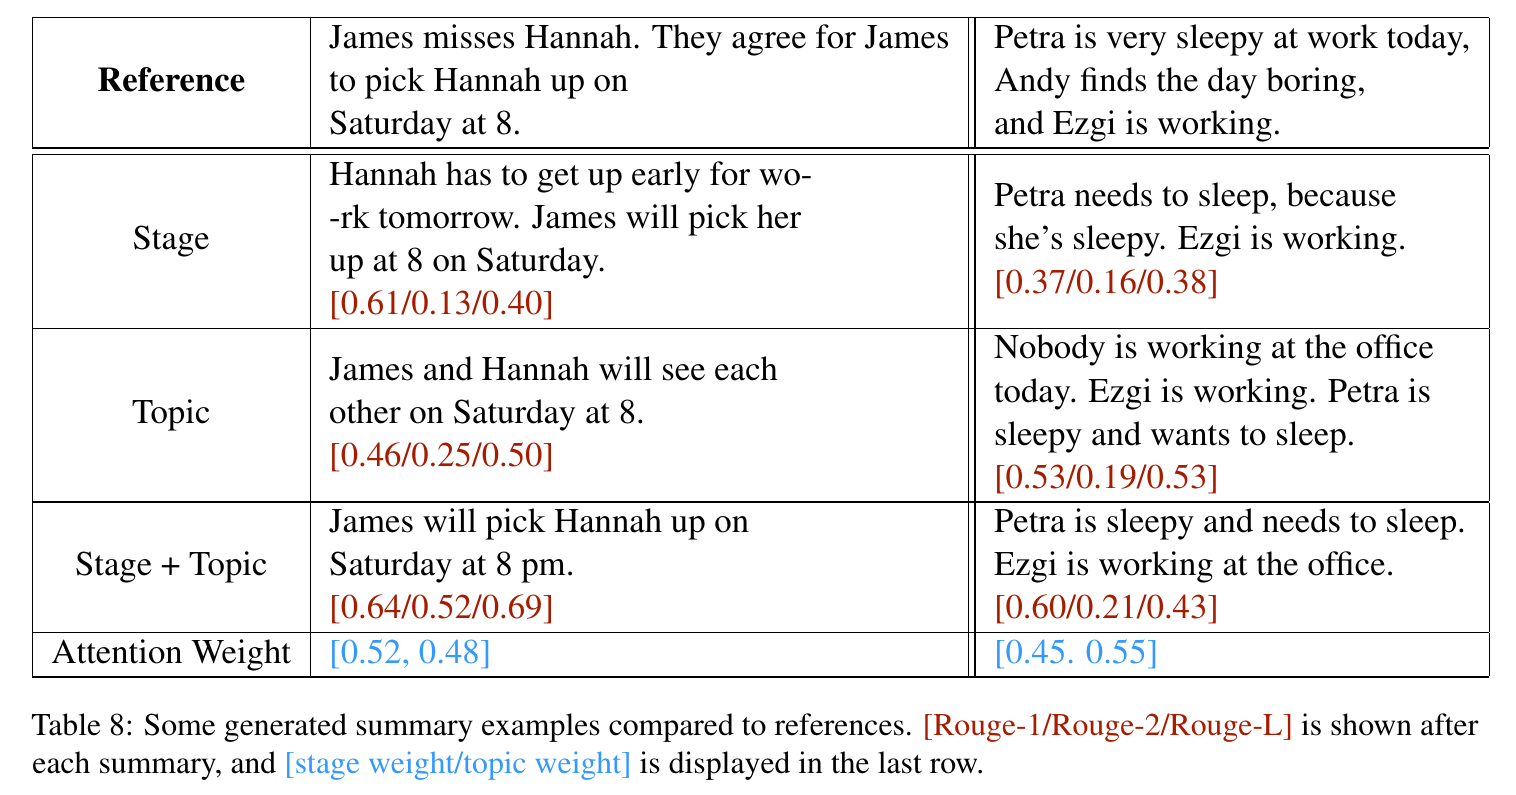 Reference
James misses Hannah. They agree for James
to pick Hannah up on
Saturday at 8.
Petra is very sleepy at work today,
Andy finds the day boring,
and Ezgi is working.
Stage
Hannah has to get up early for wo-
-rk tomorrow. James will pick her
up at 8 on Saturday.
[0.61/0.13/0.40]
Petra needs to sleep, because
she's sleepy. Ezgi is working.
[0.37/0.16/0.38]
Topic
James and Hannah will see each
other on Saturday at 8.
[0.46/0.25/0.50]
Nobody is working at the office
today. Ezgi is working. Petra is
sleepy and wants to sleep.
[0.53/0.19/0.53]
Stage + Topic
James will pick Hannah up on
Saturday at 8 pm.
[0.64/0.52/0.69]
Petra is sleepy and needs to sleep.
Ezgi is working at the office.
[0.60/0.21/0.43]
Attention Weight
[0.52, 0.48]
[0.45. 0.55]
Table 8: Some generated summary examples compared to references. [Rouge-1/Rouge-2/Rouge-L] is shown after
each summary, and [stage weight/topic weight] is displayed in the last row.